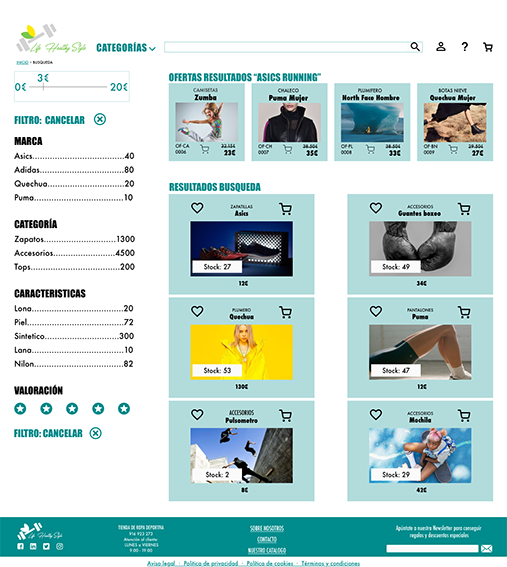 Life Healthy Style
CATEGORÍAS
?
INICIO > BUSQUEDA
3€
0€ 20€
FILTRO: CANCELAR
MARCA
Asics............................40
Adidas..........................80
Quechua.......................20
Puma............................10
CATEGORÍA
Zapatos......................1300
Accesorios..................4500
Tops...........................200
CARACTERISTICAS
Lona............................20
Piel..............................72
Sintetico......................300
Lana............................10
Nilon............................82
VALORACIÓN
FILTRO: CANCELAR
OFERTAS RESULTADOS "ASICS RUNNING"
CAMISETAS
Zumba
OF-CA
0006
32.15€
23€
CHALECO
Puma Mujer
OF-CH
0007
38.50€
35€
PLUMIFERO
North Face Hombre
OF-PL
0008
38.50€
33€
BOTAS NIEVE
Quechua Mujer
OF-BN
0009
29.50€
27€
RESULTADOS BUSQUEDA
ZAPATILLAS
Asics
Stock: 27
12€
ACCESORIOS
Guantes boxeo
Stock: 49
34€
PLUMERO
Quechua
Stock: 53
130€
PANTALONES
Puma
Stock: 47
12€
ACCESORIOS
Pulsometro
Stock: 2
8€
ACCESORIOS
Mochila
Stock: 29
42€
Life Healthy Style
TIENDA DE ROPA DEPORTIVA
916 923 273
Atención al cliente:
LUNES a VIERNES
9:00 - 19:00
SOBRE NOSOTROS
CONTACTO
NUESTRO CATALOGO
Apúntate a nuestra Newsletter para conseguir
regalos y descuentos especiales
Aviso legal · Política de privacidad · Política de cookies · Términos y condiciones